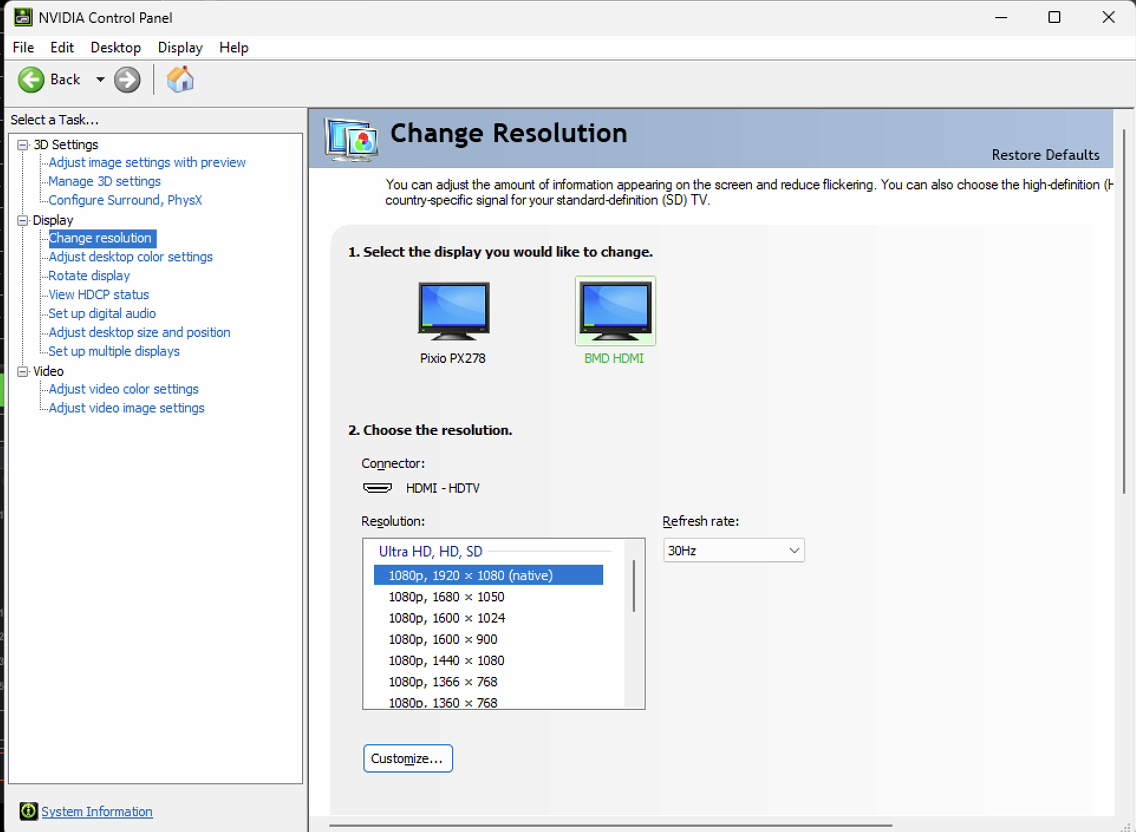 NVIDIA Control Panel
File Edit Desktop Display Help
Back
Select a Task...
3D Settings
Adjust image settings with preview
Manage 3D settings
Configure Surround, PhysX
Display
Change resolution
Adjust desktop color settings
Rotate display
View HDCP status
Set up digital audio
Adjust desktop size and position
Set up multiple displays
Video
Adjust video color settings
Adjust video image settings
System Information
Change Resolution
Restore Defaults
You can adjust the amount of information appearing on the screen and reduce flickering. You can also choose the high-definition (H
country-specific signal for your standard-definition (SD) TV.
1. Select the display you would like to change.
Pixio PX278
BMD HDMI
2. Choose the resolution.
Connector:
HDMI - HDTV
Resolution:
Refresh rate:
Ultra HD, HD, SD
30Hz
1080p, 1920 × 1080 (native)
1080p, 1680 × 1050
1080p, 1600 × 1024
1080p, 1600 × 900
1080p, 1440 × 1080
1080p, 1366 × 768
1080p, 1360 × 768
Customize...